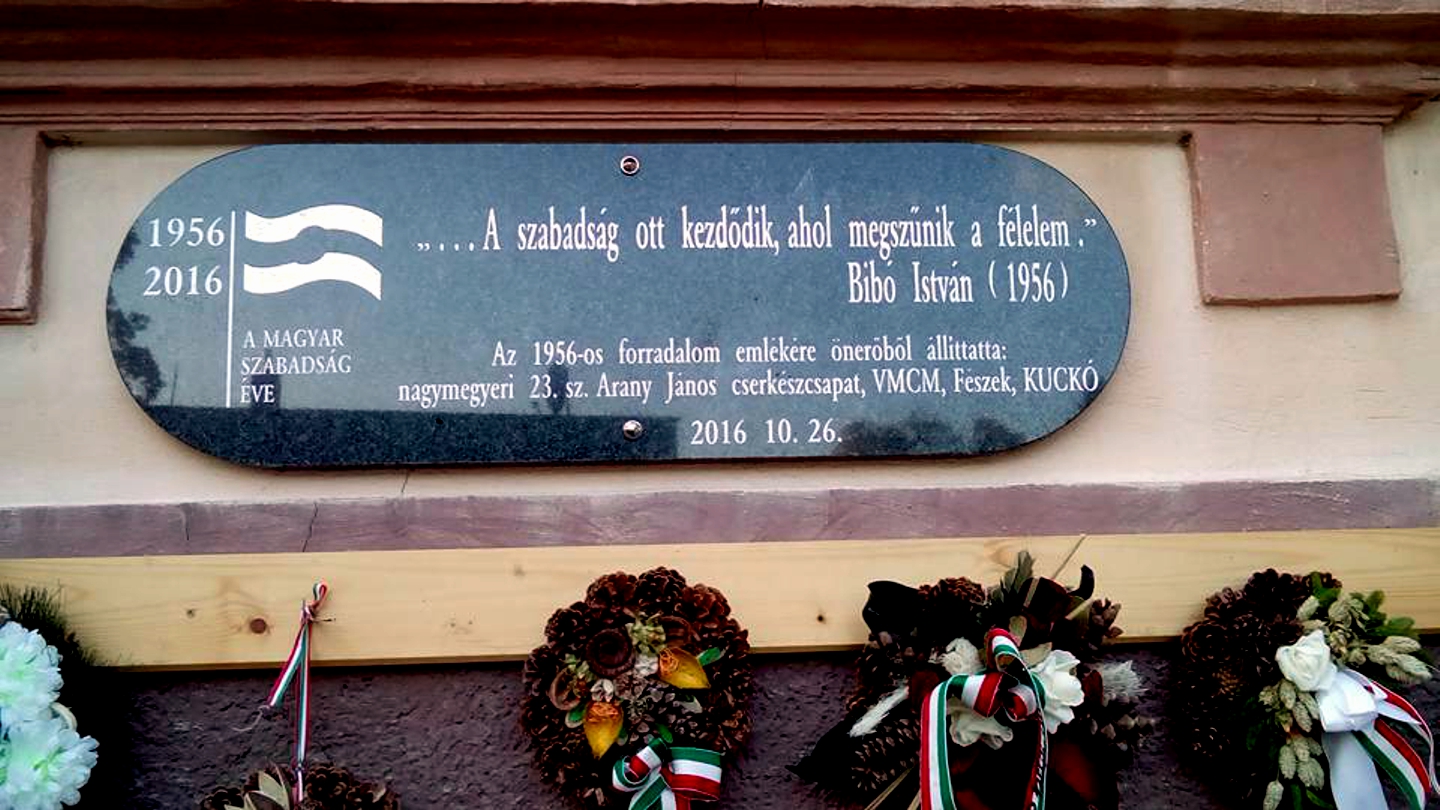 1956
2016
A MAGYAR
SZABADSÁG
ÉVE
„...A szabadság ott kezdődik, ahol megszűnik a félelem.”
Bibó István (1956)
Az 1956-os forradalom emlékére önerőből állíttatta:
nagymegyeri 23. sz. Arany János cserkészcsapat, VMCM, Fészek, KUCKÓ
2016 10. 26.